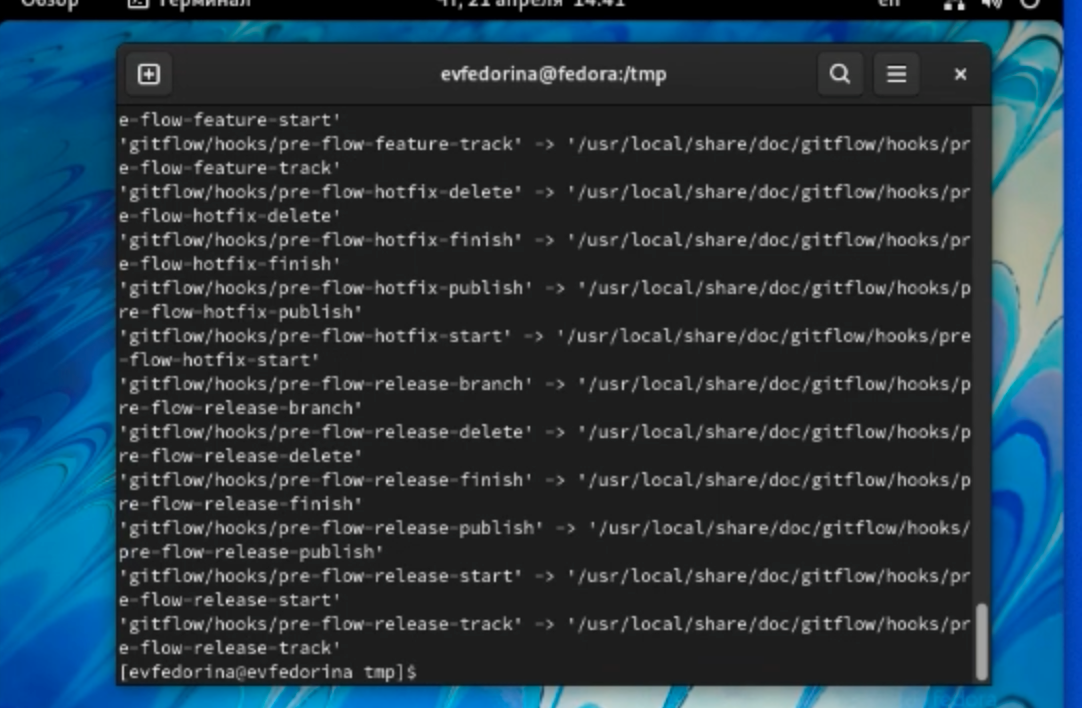 Обзор Терминал Чт, 21 апреля 14:41 en
evfedorina@fedora:/tmp
e-flow-feature-start'
'gitflow/hooks/pre-flow-feature-track' -> '/usr/local/share/doc/gitflow/hooks/pr
e-flow-feature-track'
'gitflow/hooks/pre-flow-hotfix-delete' -> '/usr/local/share/doc/gitflow/hooks/pr
e-flow-hotfix-delete'
'gitflow/hooks/pre-flow-hotfix-finish' -> '/usr/local/share/doc/gitflow/hooks/pr
e-flow-hotfix-finish'
'gitflow/hooks/pre-flow-hotfix-publish' -> '/usr/local/share/doc/gitflow/hooks/p
re-flow-hotfix-publish'
'gitflow/hooks/pre-flow-hotfix-start' -> '/usr/local/share/doc/gitflow/hooks/pre
-flow-hotfix-start'
'gitflow/hooks/pre-flow-release-branch' -> '/usr/local/share/doc/gitflow/hooks/p
re-flow-release-branch'
'gitflow/hooks/pre-flow-release-delete' -> '/usr/local/share/doc/gitflow/hooks/p
re-flow-release-delete'
'gitflow/hooks/pre-flow-release-finish' -> '/usr/local/share/doc/gitflow/hooks/p
re-flow-release-finish'
'gitflow/hooks/pre-flow-release-publish' -> '/usr/local/share/doc/gitflow/hooks/
pre-flow-release-publish'
'gitflow/hooks/pre-flow-release-start' -> '/usr/local/share/doc/gitflow/hooks/pr
e-flow-release-start'
'gitflow/hooks/pre-flow-release-track' -> '/usr/local/share/doc/gitflow/hooks/pr
e-flow-release-track'
[evfedorina@evfedorina tmp]$